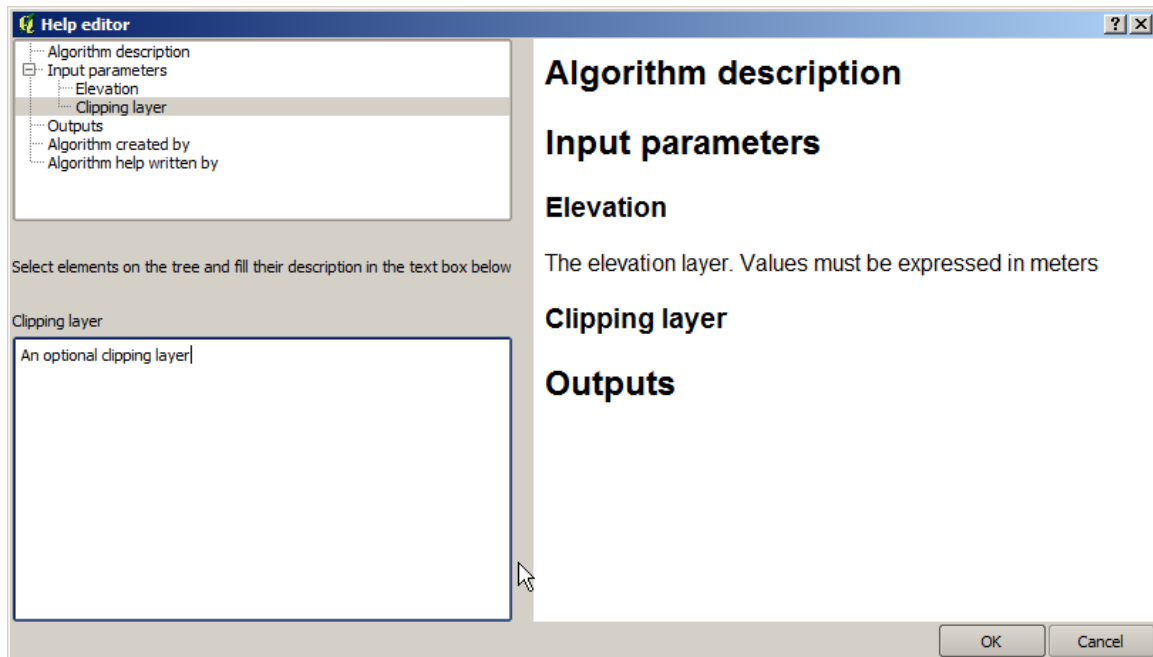 Help editor
Algorithm description
Input parameters
Elevation
Clipping layer
Outputs
Algorithm created by
Algorithm help written by
Select elements on the tree and fill their description in the text box below
Clipping layer
An optional clipping layer
Algorithm description
Input parameters
Elevation
The elevation layer. Values must be expressed in meters
Clipping layer
Outputs
OK
Cancel